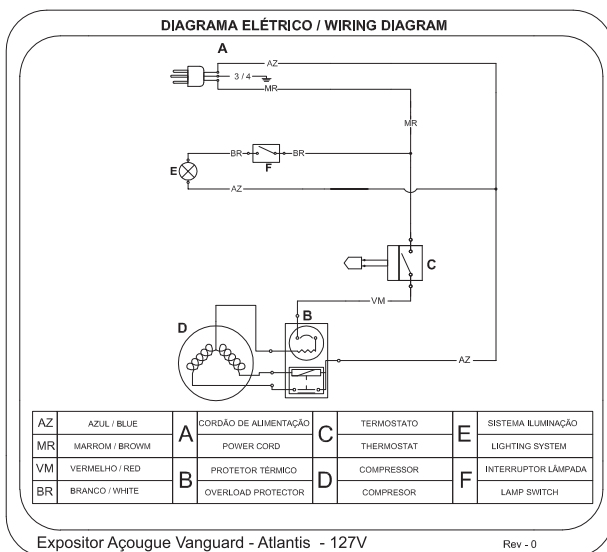 DIAGRAMA ELÉTRICO / WIRING DIAGRAM
A
AZ
3 / 4
MR
MR
BR
BR
E
F
AZ
C
VM
B
D
AZ
AZ AZUL / BLUE A CORDÃO DE ALIMENTAÇÃO C TERMOSTATO E SISTEMA ILUMINAÇÃO
MR MARROM / BROWM POWER CORD THERMOSTAT LIGHTING SYSTEM
VM VERMELHO / RED B PROTETOR TÉRMICO D COMPRESSOR F INTERRUPTOR LÂMPADA
BR BRANCO / WHITE OVERLOAD PROTECTOR COMPRESOR LAMP SWITCH
Expositor Açougue Vanguard - Atlantis - 127V Rev - 0